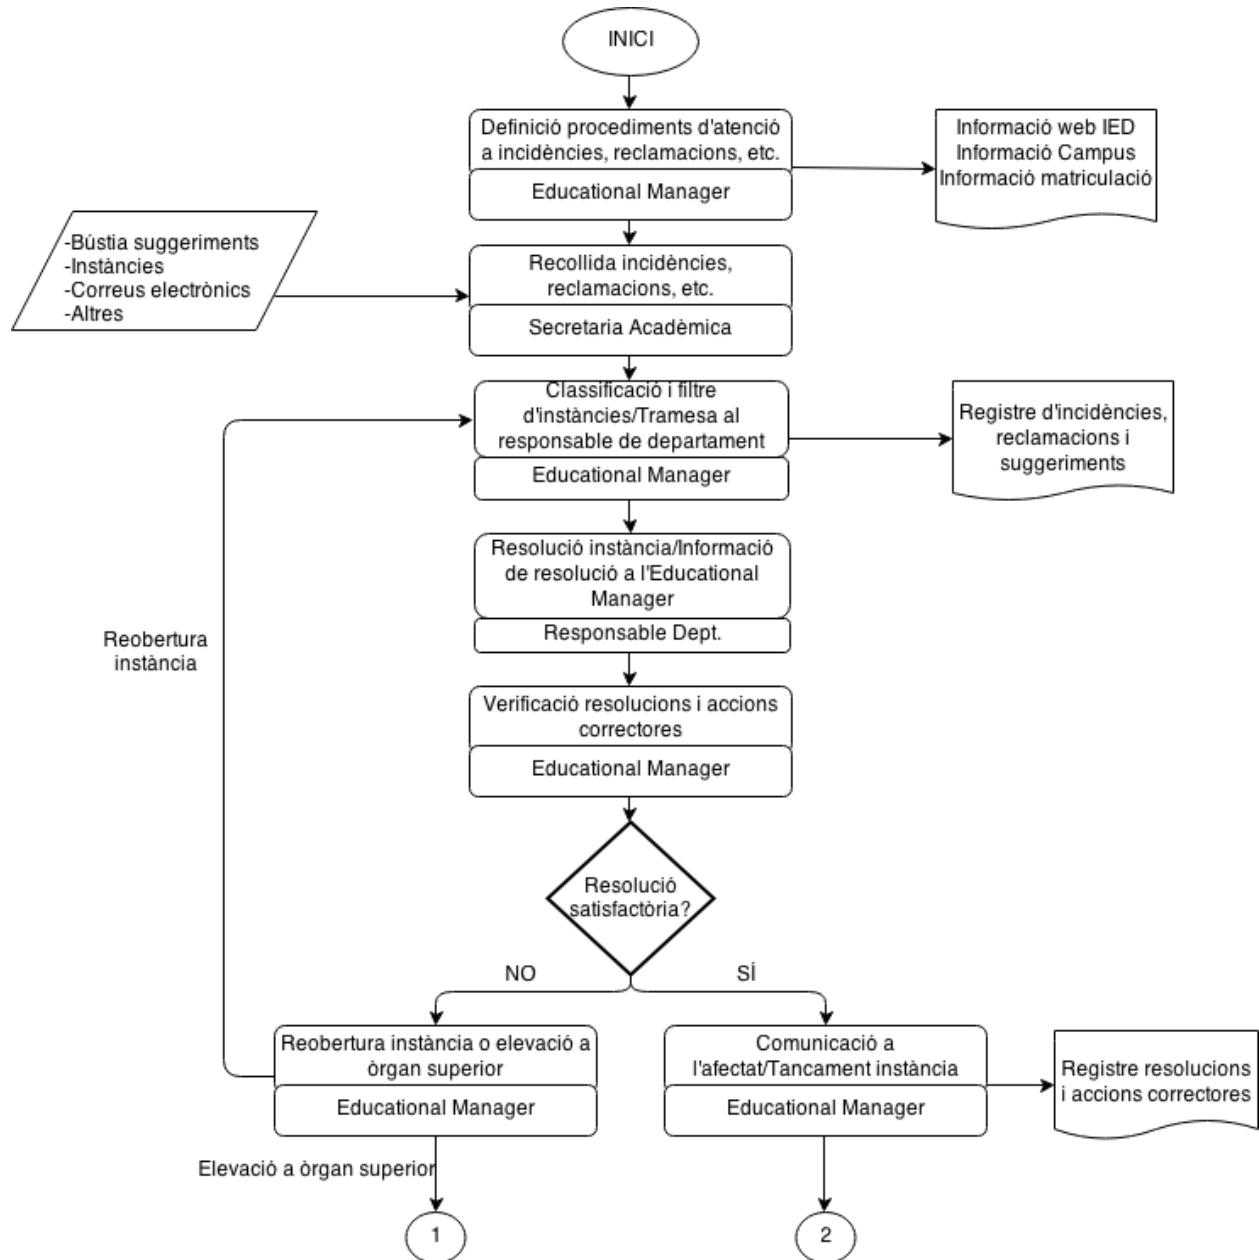 INICI
Definició procediments d'atenció
a incidències, reclamacions, etc.
Educational Manager
Informació web IED
Informació Campus
Informació matriculació
-Bústia suggeriments
-Instàncies
-Correus electrònics
-Altres
Recollida incidències,
reclamacions, etc.
Secretaria Acadèmica
Classificació i filtre
d'instàncies/Tramesa al
responsable de departament
Educational Manager
Registre d'incidències,
reclamacions i
suggeriments
Resolució instància/Informació
de resolució a l'Educational
Manager
Responsable Dept.
Reobertura
instància
Verificació resolucions i accions
correctores
Educational Manager
Resolució
satisfactòria?
NO
SÍ
Reobertura instància o elevació a
òrgan superior
Educational Manager
Comunicació a
l'afectat/Tancament instància
Educational Manager
Registre resolucions
i accions correctores
Elevació a òrgan superior
1
2